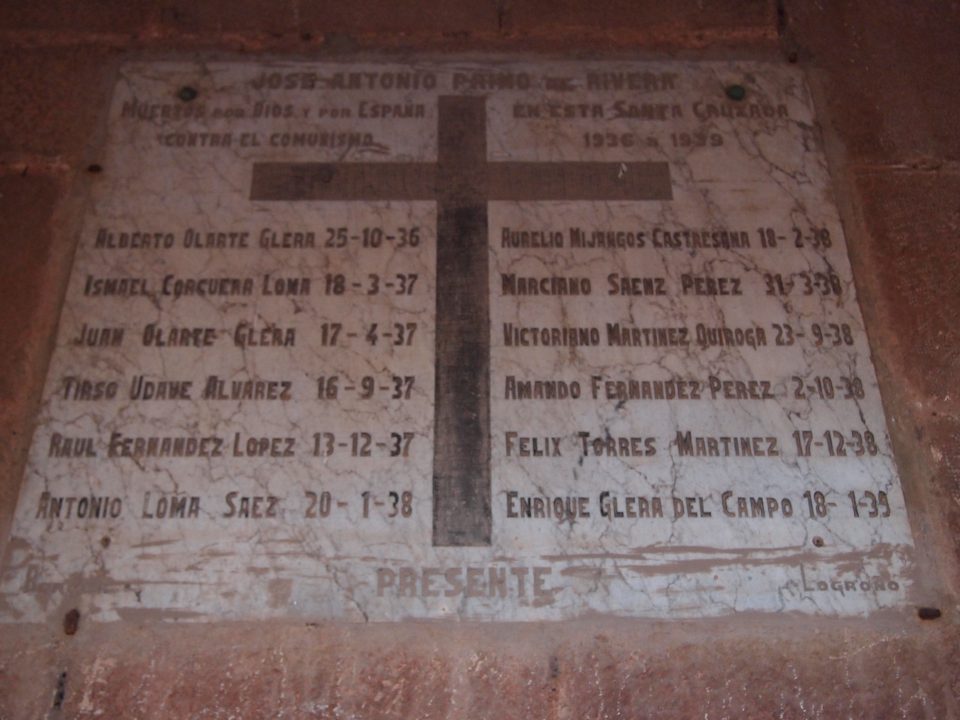 JOSE ANTONIO PRIMO DE RIVERA
MUERTOS POR DIOS Y POR ESPAÑA
CONTRA EL COMUNISMO
EN ESTA SANTA CRUZADA
1936 A 1939
ALBERTO OLARTE GLERA 25-10-36
ISMAEL CORCUERA LOMA 18-3-37
JUAN OLARTE GLERA 17-4-37
TIRSO UDAVE ALVAREZ 16-9-37
RAUL FERNANDEZ LOPEZ 13-12-37
ANTONIO LOMA SAEZ 20-1-38
AURELIO MIJANGOS CASTRESANA 18-2-38
MARCIANO SAENZ PEREZ 31-3-38
VICTORIANO MARTINEZ QUIROGA 23-9-38
AMANDO FERNANDEZ PEREZ 2-10-38
FELIX TORRES MARTINEZ 17-12-38
ENRIQUE GLERA DEL CAMPO 18-1-39
PRESENTE
LOGROÑO